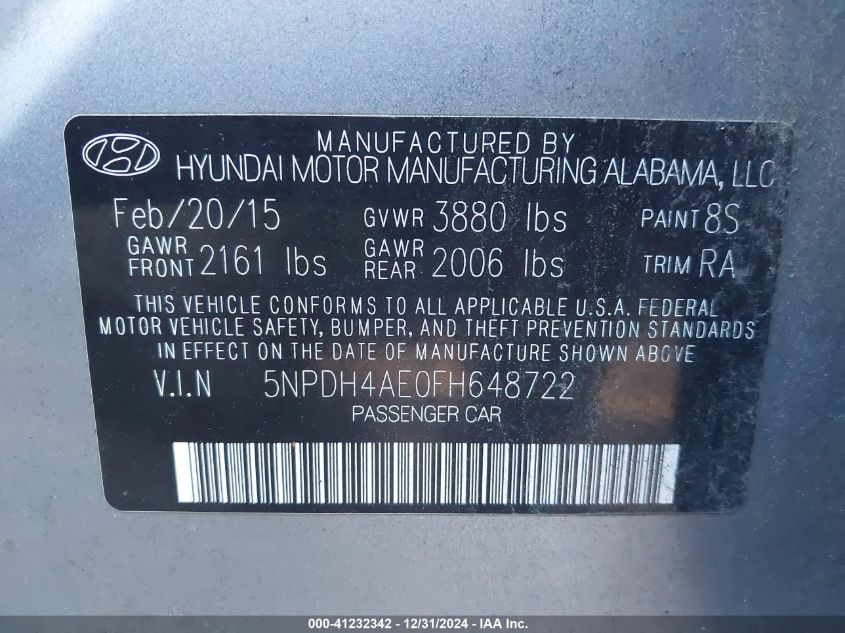 MANUFACTURED BY
HYUNDAI MOTOR MANUFACTURING ALABAMA, LLC
Feb/20/15 GVWR 3880 lbs PAINT 8S
GAWR FRONT 2161 lbs GAWR REAR 2006 lbs TRIM RA
THIS VEHICLE CONFORMS TO ALL APPLICABLE U.S.A. FEDERAL
MOTOR VEHICLE SAFETY, BUMPER, AND THEFT PREVENTION STANDARDS
IN EFFECT ON THE DATE OF MANUFACTURE SHOWN ABOVE
V.I.N 5NPDH4AE0FH648722
PASSENGER CAR
000-41232342 - 12/31/2024 - IAA Holdings, LLC.